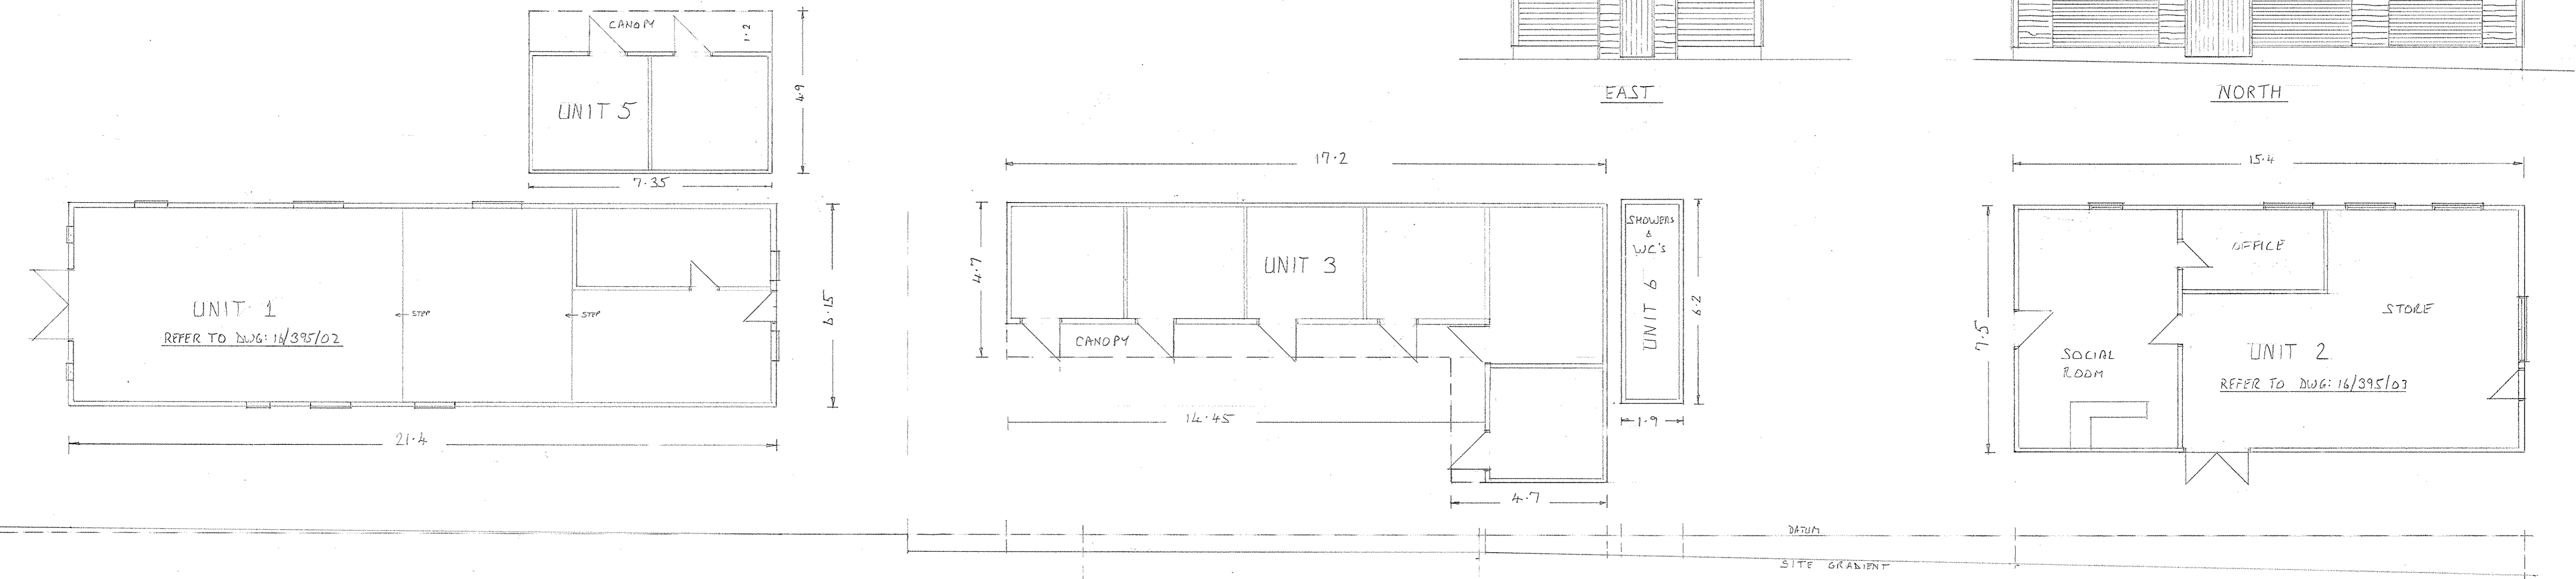 CANOPY
1·2
UNIT 5
4·9
7·35
EAST
NORTH
17·2
15·4
UNIT 1
REFER TO DWG: 16/395/02
STEP
STEP
6·15
21·4
4·7
UNIT 3
CANOPY
14·45
4·7
SHOWERS
&
WC's
UNIT 6
6·2
1·9
7·5
OFFICE
STORE
SOCIAL
ROOM
UNIT 2
REFER TO DWG: 16/395/03
DATUM
SITE GRADIENT